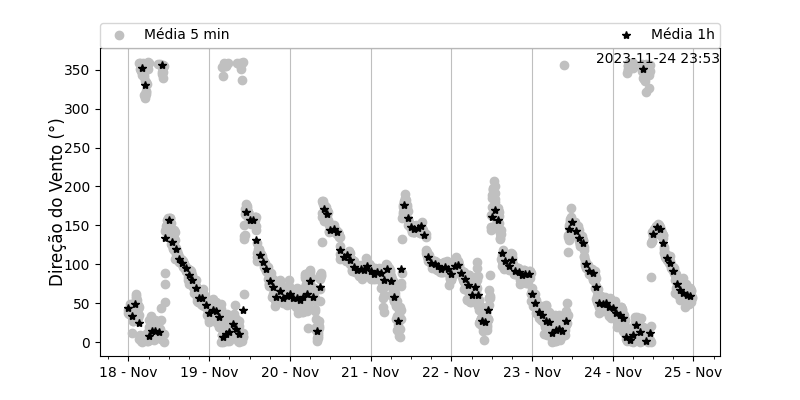 Média 5 min
Média 1h
2023-11-24 23:53
Direção do Vento (°)
350
300
250
200
150
100
50
0
18 - Nov 19 - Nov 20 - Nov 21 - Nov 22 - Nov 23 - Nov 24 - Nov 25 - Nov